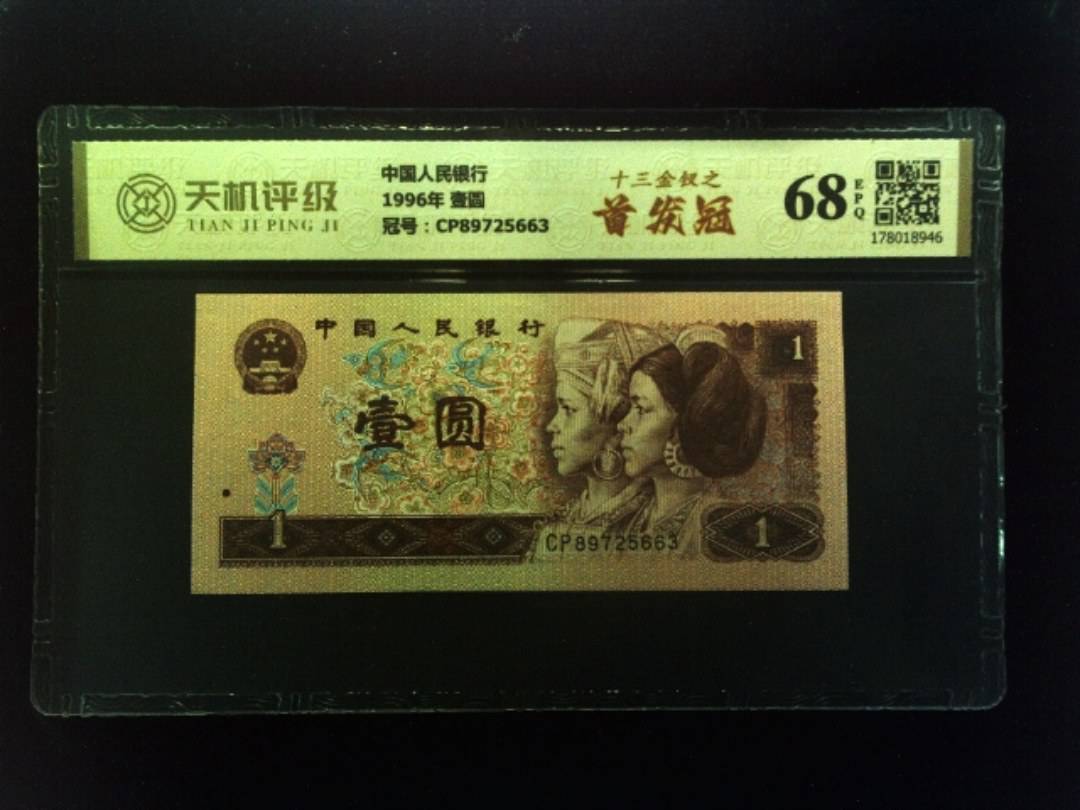 天机评级
TIAN JI PING JI
中国人民银行
1996年 壹圆
冠号：CP89725663
十三金钗之
首发冠
68
EPQ
178018946
中国人民银行
1
壹圆
1
CP89725663
1